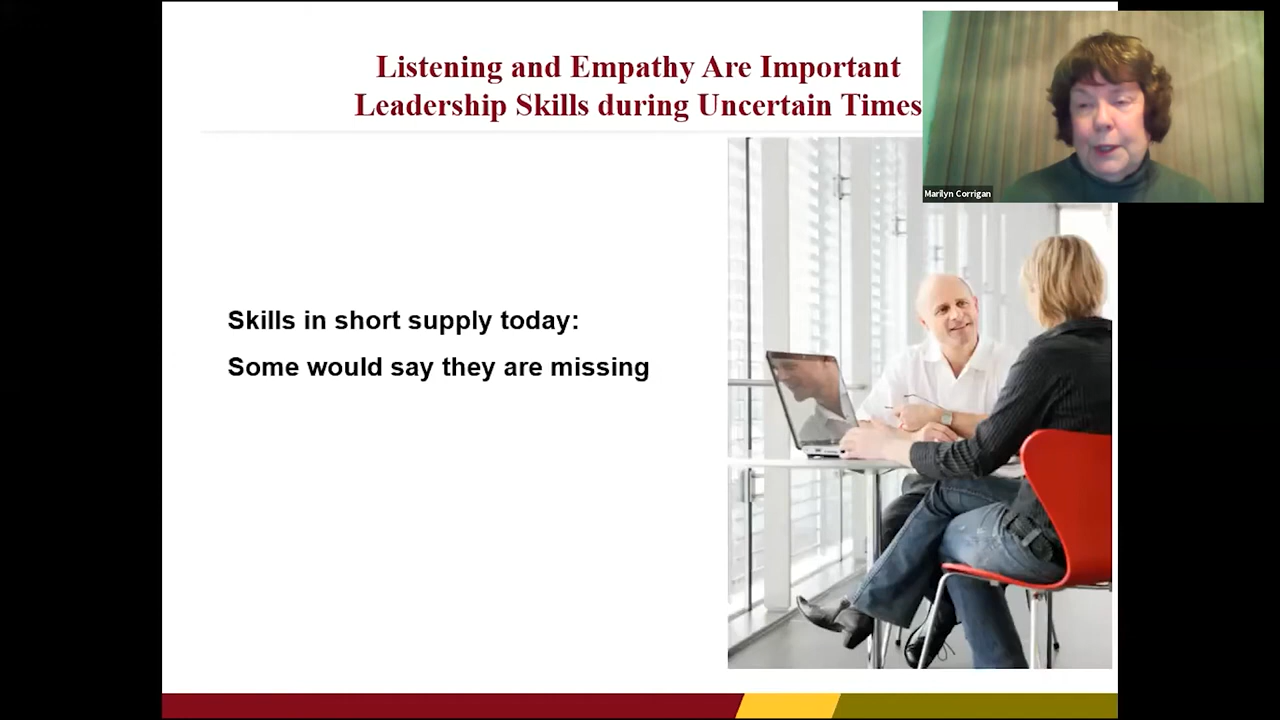 Listening and Empathy Are Important
Leadership Skills during Uncertain Times
Marilyn Corrigan
Skills in short supply today:
Some would say they are missing